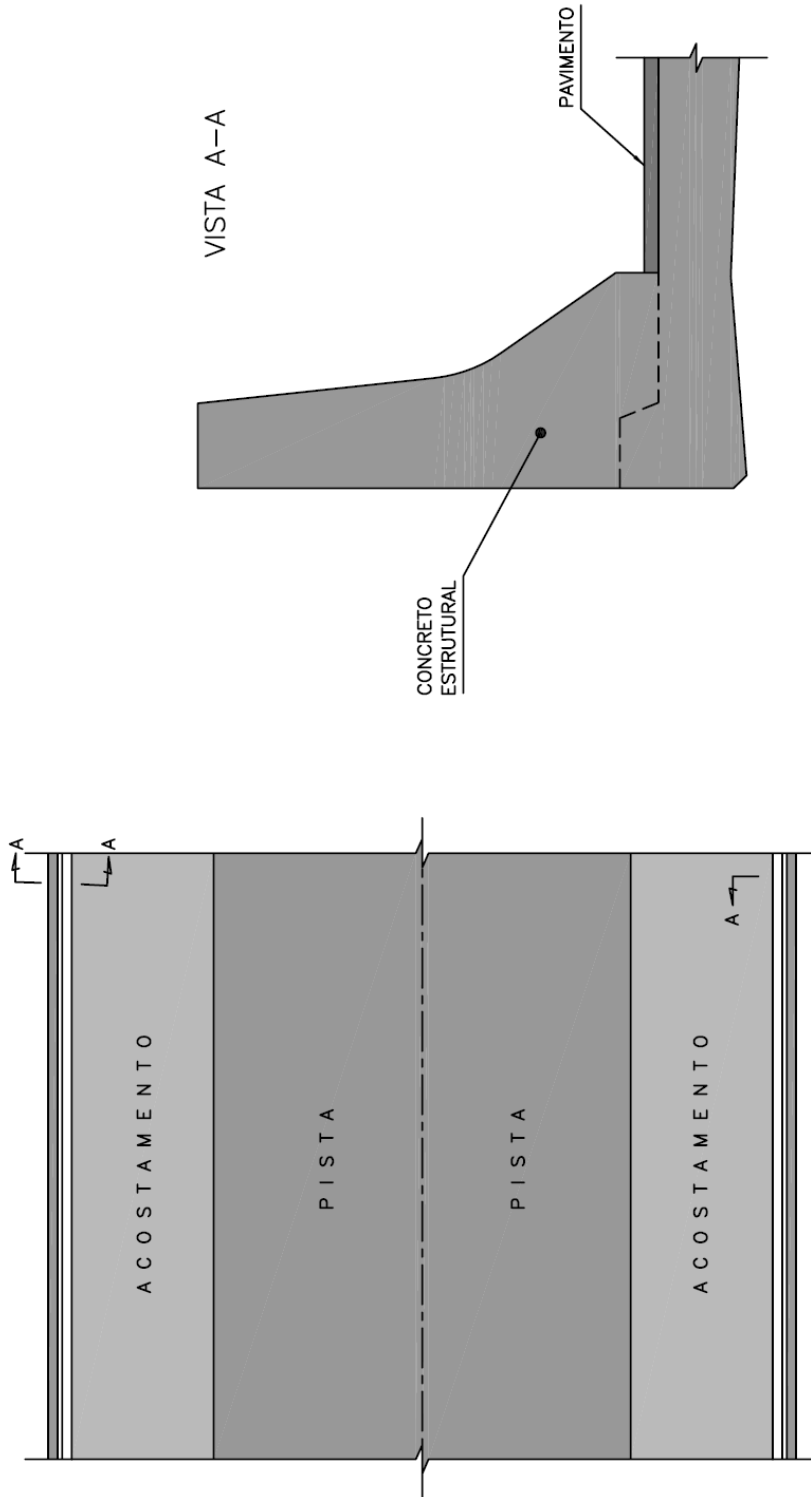 VISTA A-A
PAVIMENTO
CONCRETO
ESTRUTURAL
A
A
ACOSTAMENTO
PISTA
PISTA
ACOSTAMENTO
A